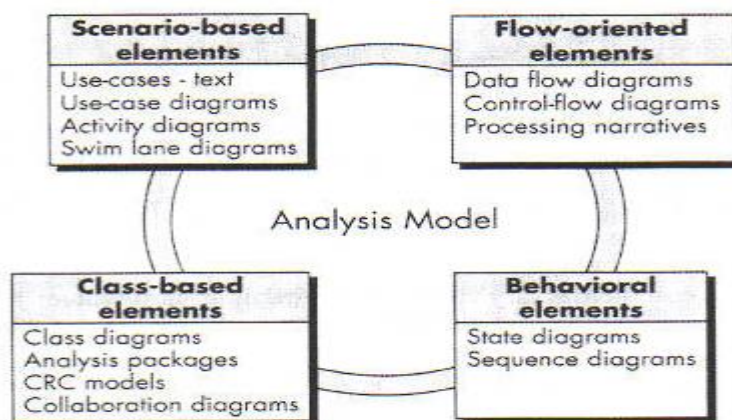 Scenario-based
elements
Use-cases - text
Use-case diagrams
Activity diagrams
Swim lane diagrams
Flow-oriented
elements
Data flow diagrams
Control-flow diagrams
Processing narratives
Analysis Model
Class-based
elements
Class diagrams
Analysis packages
CRC models
Collaboration diagrams
Behavioral
elements
State diagrams
Sequence diagrams